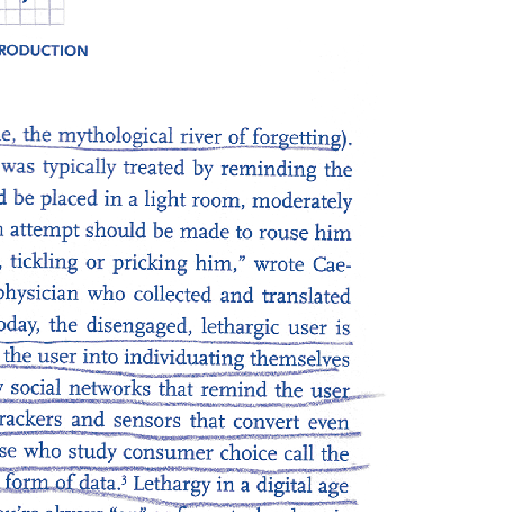 RODUCTION
e, the mythological river of forgetting).
was typically treated by reminding the
d be placed in a light room, moderately
attempt should be made to rouse him
, tickling or pricking him,” wrote Cae-
physician who collected and translated
oday, the disengaged, lethargic user is
the user into individuating themselves
social networks that remind the user
rackers and sensors that convert even
se who study consumer choice call the
form of data.³ Lethargy in a digital age